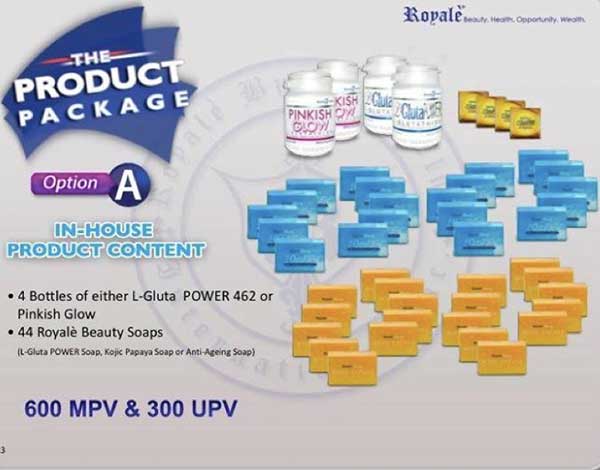 Royalè Beauty. Health. Opportunity. Wealth.
THE
PRODUCT
PACKAGE
PINKISH
GLOW
KISH
Gluta
Option A
IN-HOUSE
PRODUCT CONTENT
• 4 Bottles of either L-Gluta POWER 462 or
Pinkish Glow
• 44 Royalè Beauty Soaps
(L-Gluta POWER Soap, Kojic Papaya Soap or Anti-Ageing Soap)
600 MPV & 300 UPV
3